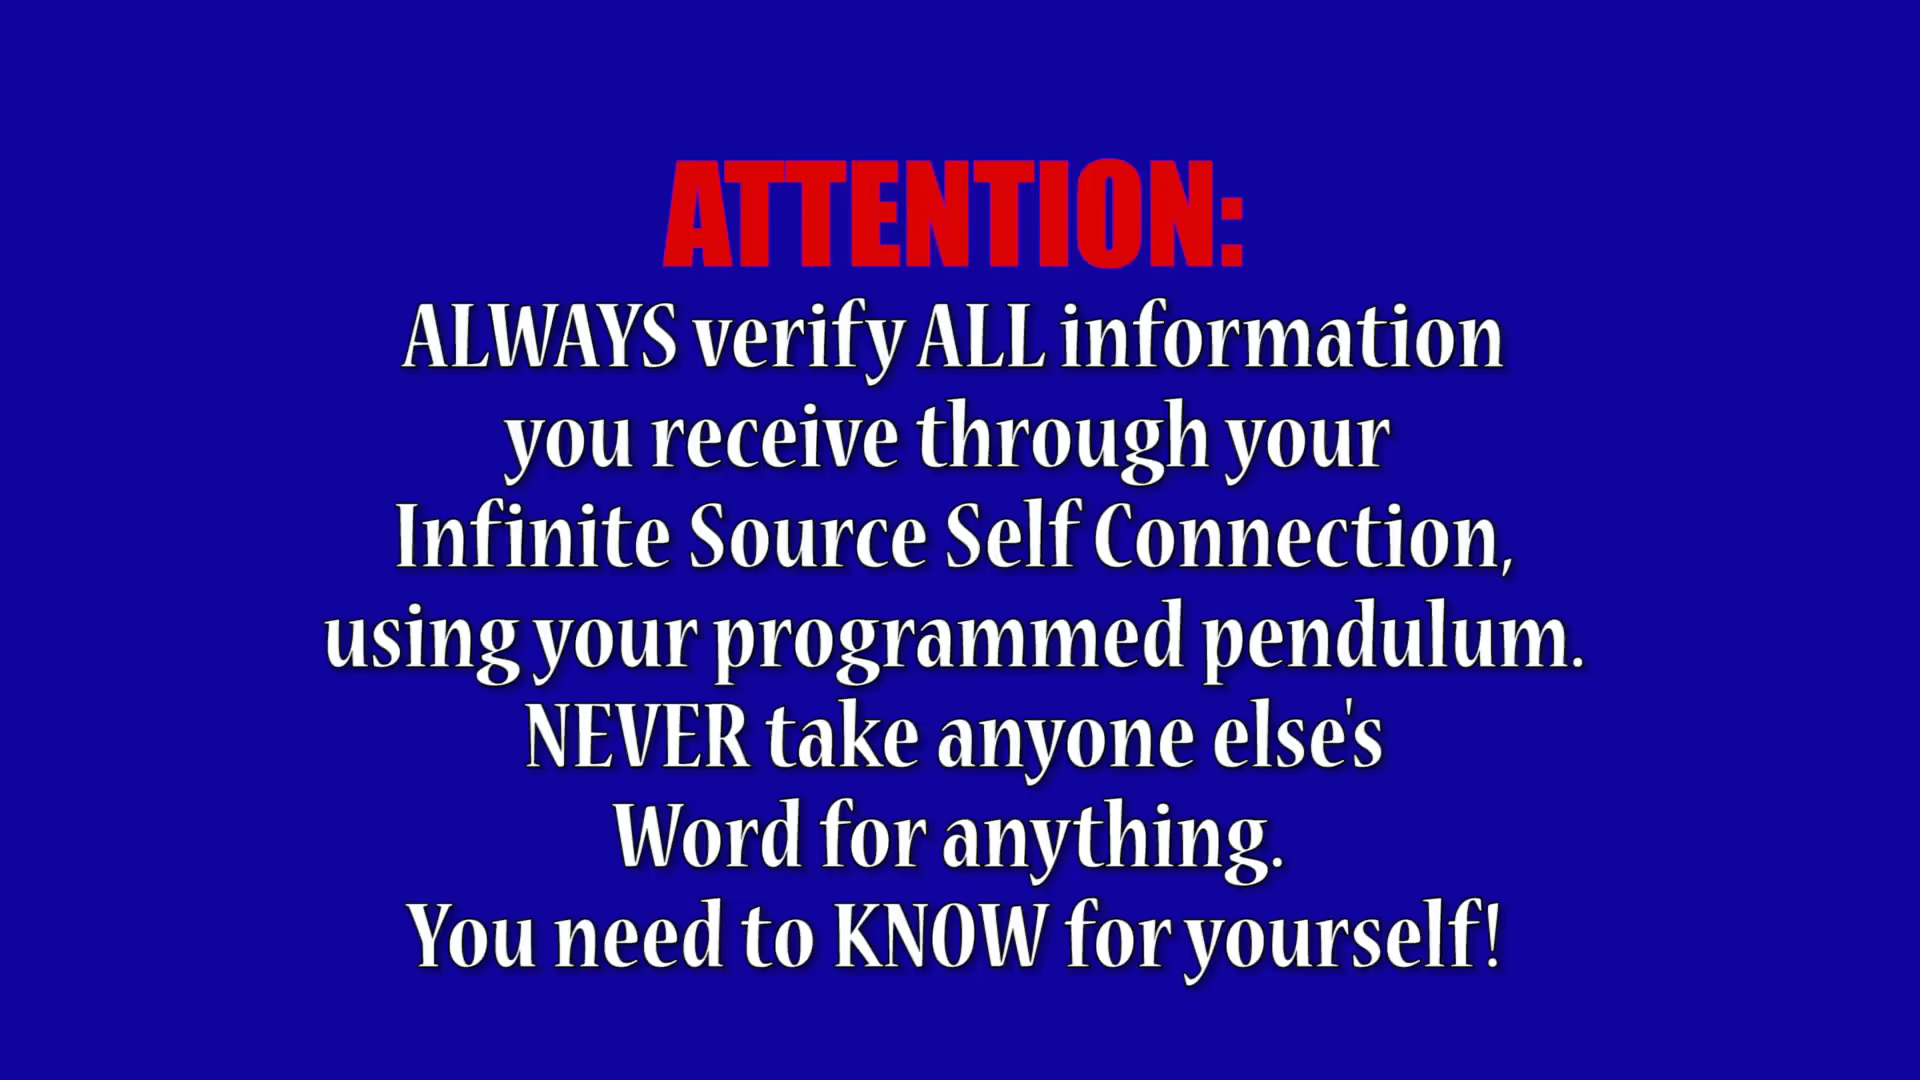 ATTENTION:
ALWAYS verify ALL information
you receive through your
Infinite Source Self Connection,
using your programmed pendulum.
NEVER take anyone else's
Word for anything.
You need to KNOW for yourself!